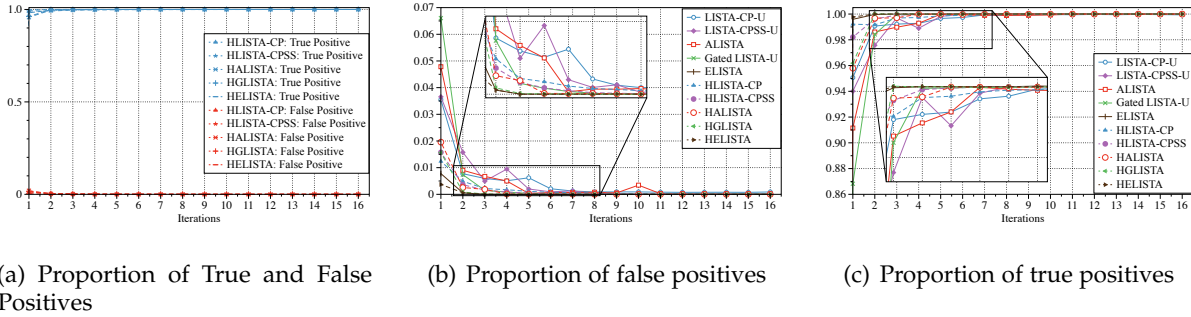 1.0
0.5
0.0
HLISTA-CP: True Positive
HLISTA-CPSS: True Positive
HALISTA: True Positive
HGLISTA: True Positive
HELISTA: True Positive
HLISTA-CP: False Positive
HLISTA-CPSS: False Positive
HALISTA: False Positive
HGLISTA: False Positive
HELISTA: False Positive
1 2 3 4 5 6 7 8 9 10 11 12 13 14 15 16
Iterations
(a) Proportion of True and False
Positives
0.07
0.06
0.05
0.04
0.03
0.02
0.01
0
LISTA-CP-U
LISTA-CPSS-U
ALISTA
Gated LISTA-U
ELISTA
HLISTA-CP
HLISTA-CPSS
HALISTA
HGLISTA
HELISTA
1 2 3 4 5 6 7 8 9 10 11 12 13 14 15 16
Iterations
(b) Proportion of false positives
1.00
0.98
0.96
0.94
0.92
0.90
0.88
0.86
LISTA-CP-U
LISTA-CPSS-U
ALISTA
Gated LISTA-U
ELISTA
HLISTA-CP
HLISTA-CPSS
HALISTA
HGLISTA
HELISTA
1 2 3 4 5 6 7 8 9 10 11 12 13 14 15 16
Iterations
(c) Proportion of true positives